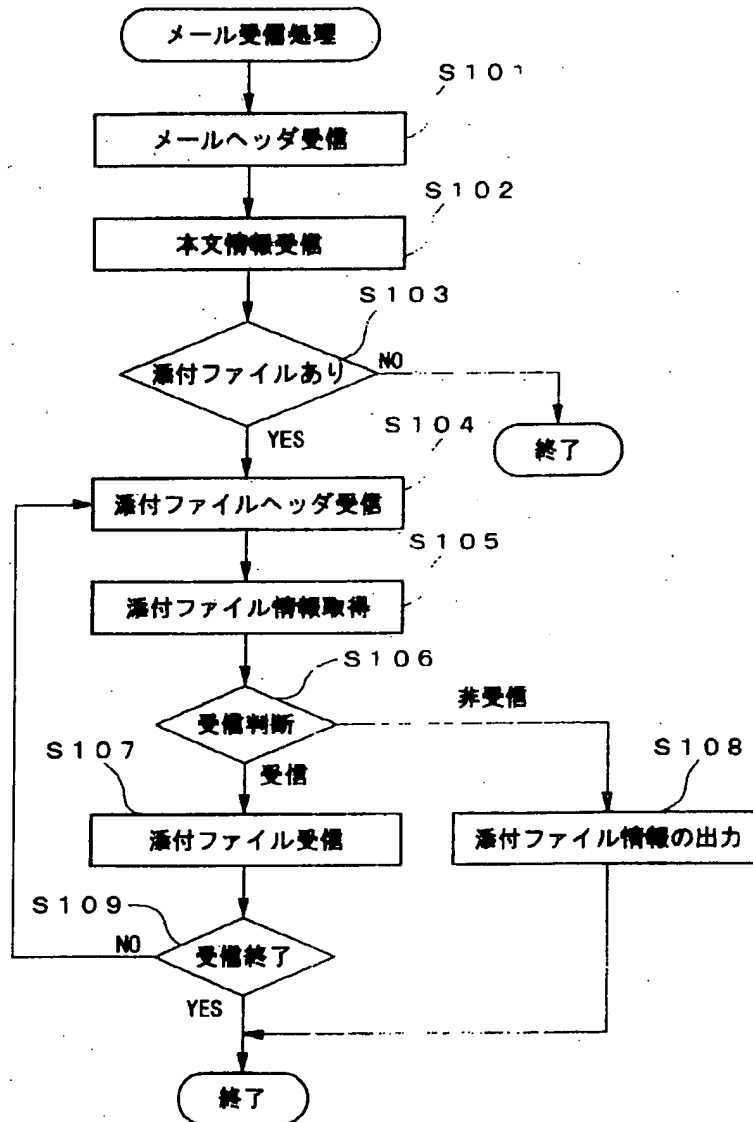 メール受信処理
S101
メールヘッダ受信
S102
本文情報受信
S103
添付ファイルあり
NO
YES
終了
S104
添付ファイルヘッダ受信
S105
添付ファイル情報取得
S106
受信判断
非受信
受信
S107
添付ファイル受信
S108
添付ファイル情報の出力
S109
受信終了
NO
YES
終了